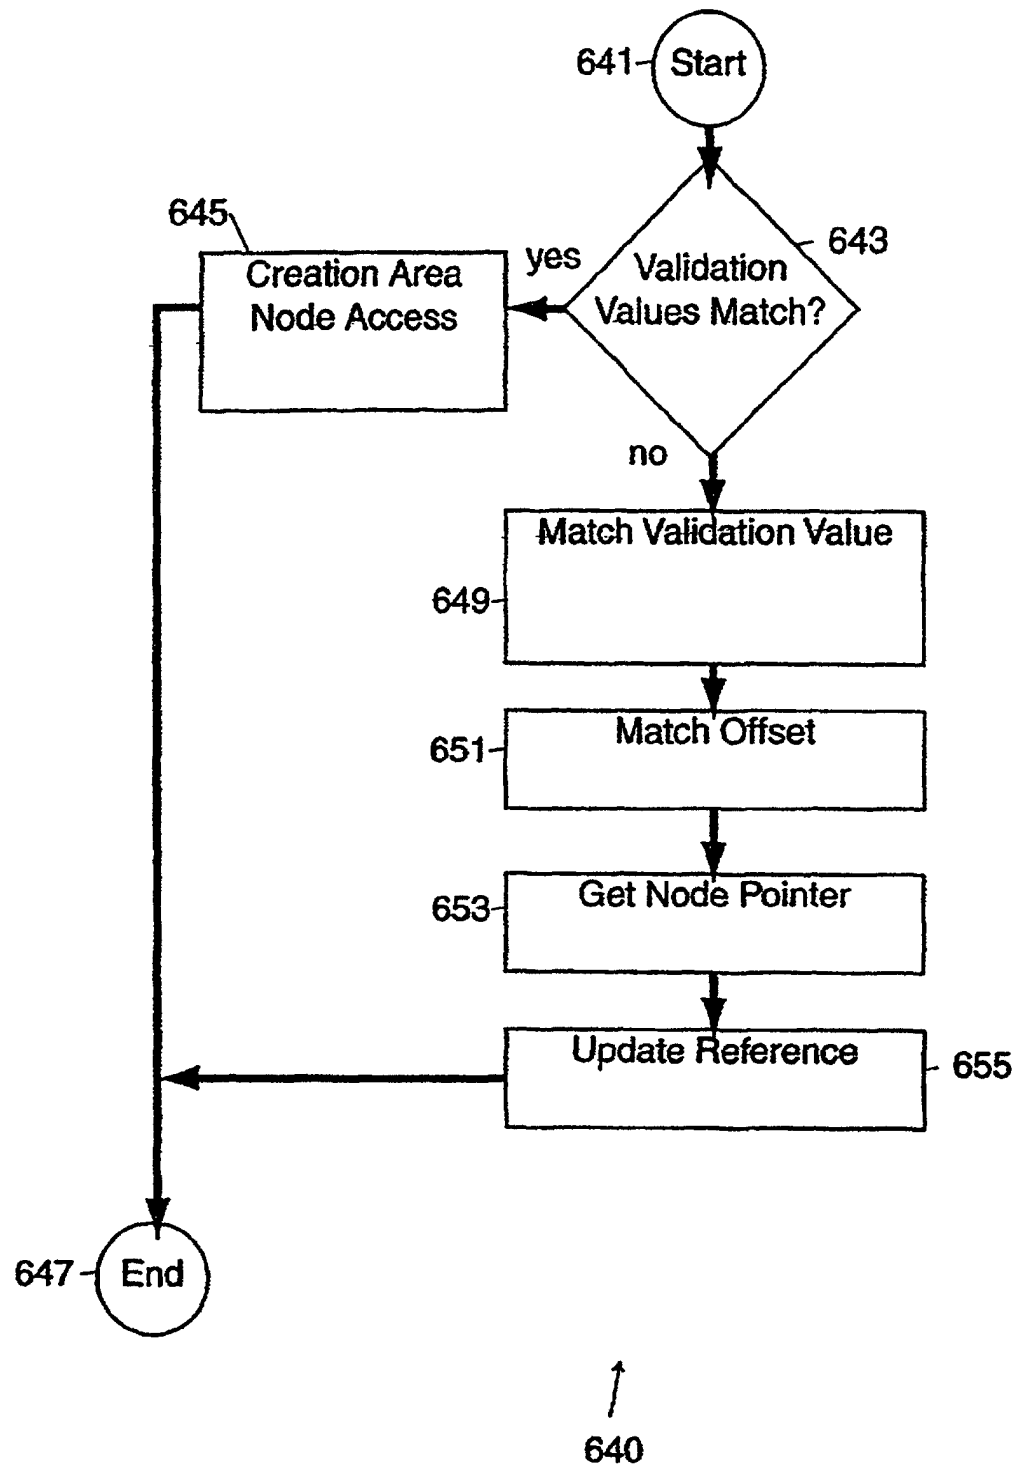 641
Start
645
643
yes
Creation Area
Node Access
Validation
Values Match?
no
Match Validation Value
649
Match Offset
651
Get Node Pointer
653
Update Reference
655
647
End
640